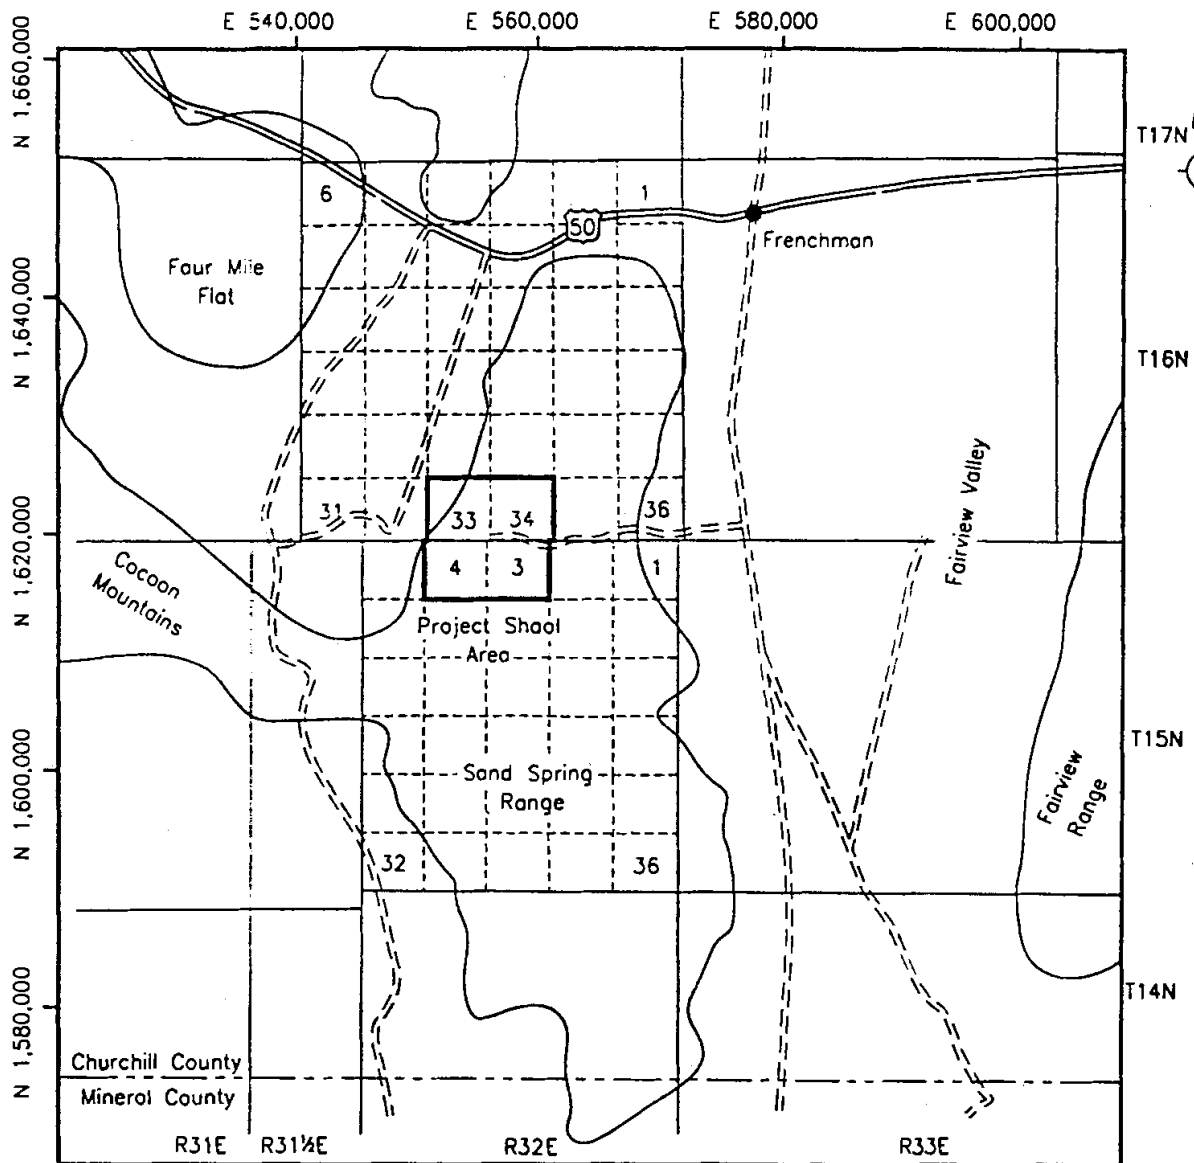 E 540,000
E 560,000
E 580,000
E 600,000
N 1,660,000
T17N
6
1
50
Frenchman
Four Mile
Flat
N 1,640,000
T16N
Fairview Valley
31
33
34
36
N 1,620,000
4
3
1
Cocoon
Mountains
Project Shoal
Area
T15N
Sand Spring
Range
N 1,600,000
Fairview
Range
32
36
T14N
N 1,580,000
Churchill County
Mineral County
R31E
R31½E
R32E
R33E